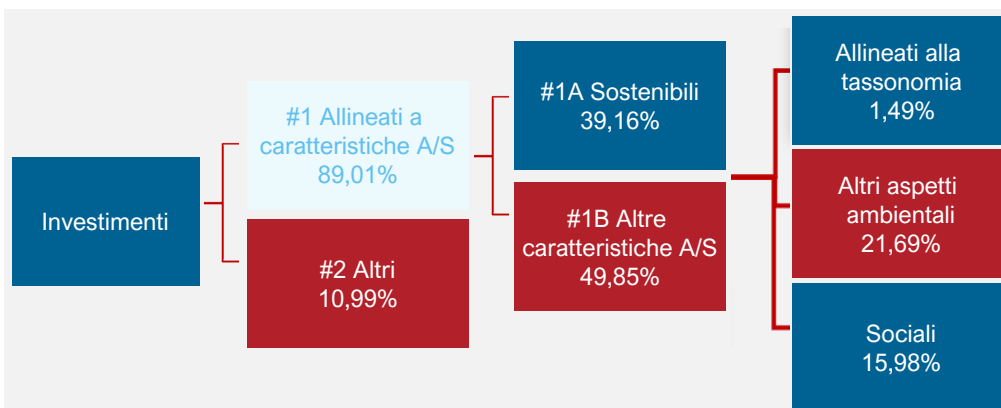 Investimenti
#1 Allineati a
caratteristiche A/S
89,01%
#2 Altri
10,99%
#1A Sostenibili
39,16%
#1B Altre
caratteristiche A/S
49,85%
Allineati alla
tassonomia
1,49%
Altri aspetti
ambientali
21,69%
Sociali
15,98%